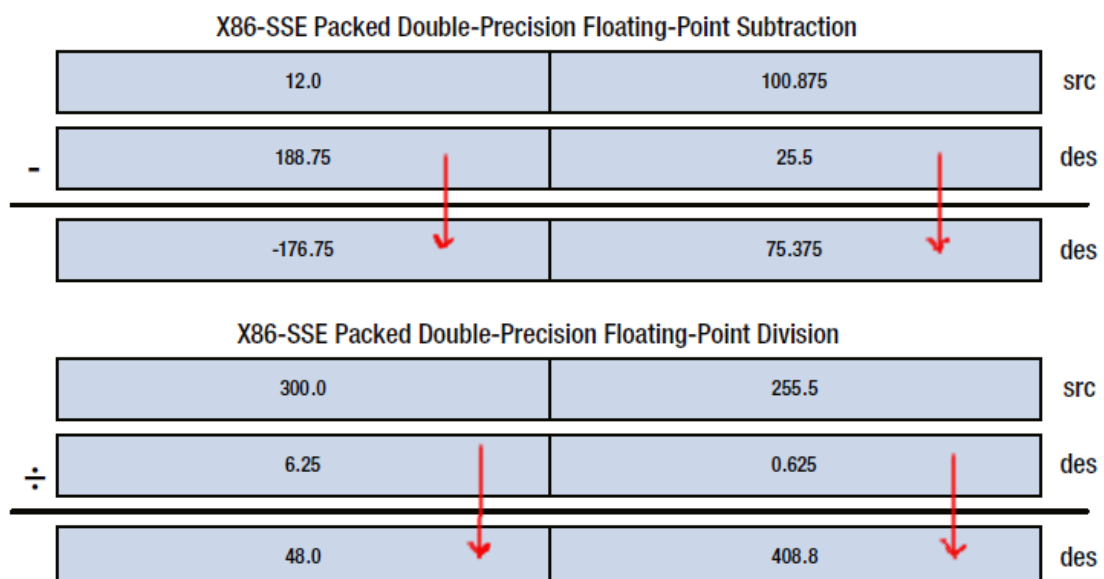 X86-SSE Packed Double-Precision Floating-Point Subtraction
12.0 100.875 src
- 188.75 25.5 des
-176.75 75.375 des
X86-SSE Packed Double-Precision Floating-Point Division
300.0 255.5 src
÷ 6.25 0.625 des
48.0 408.8 des